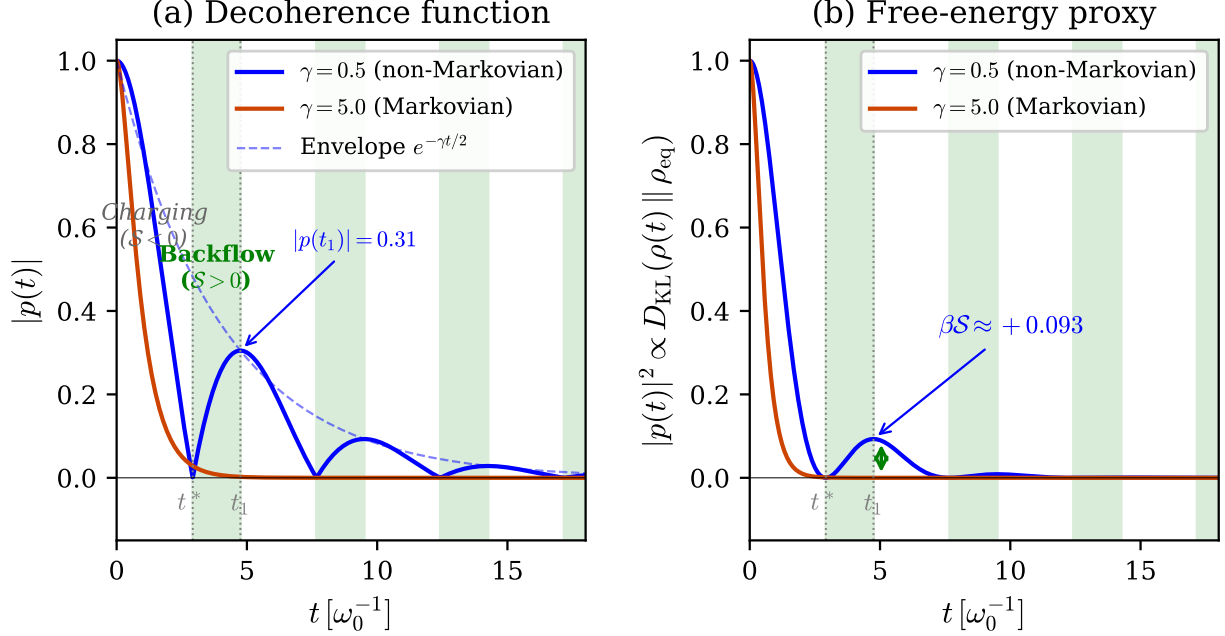 (a) Decoherence function
γ = 0.5 (non-Markovian)
γ = 5.0 (Markovian)
Envelope e^{−γt/2}
Charging
(𝒮 < 0)
Backflow
(𝒮 > 0)
|p(t₁)| = 0.31
t*
t₁
|p(t)|
1.0
0.8
0.6
0.4
0.2
0.0
0
5
10
15
t [ω₀⁻¹]
(b) Free-energy proxy
γ = 0.5 (non-Markovian)
γ = 5.0 (Markovian)
β𝒮 ≈ +0.093
t*
t₁
|p(t)|² ∝ D_KL(ρ(t) ∥ ρ_eq)
1.0
0.8
0.6
0.4
0.2
0.0
0
5
10
15
t [ω₀⁻¹]